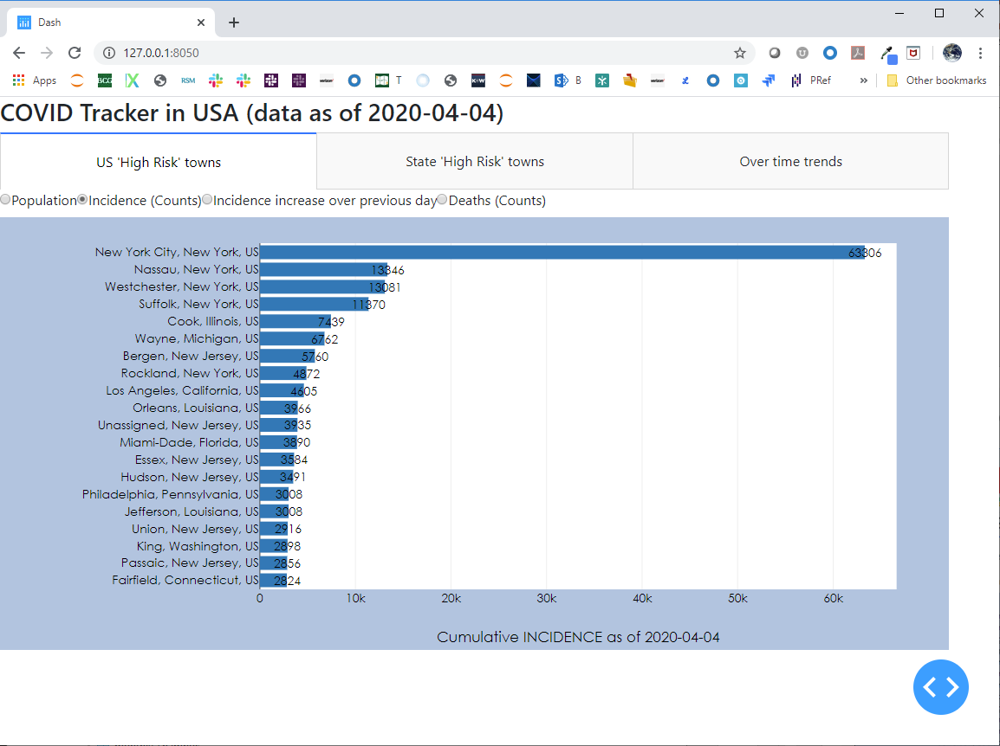 Dash
127.0.0.1:8050
Apps BCG RSM verizon T K=W B verizon PRef » Other bookmarks
COVID Tracker in USA (data as of 2020-04-04)
US 'High Risk' towns State 'High Risk' towns Over time trends
Population Incidence (Counts) Incidence increase over previous day Deaths (Counts)
New York City, New York, US 63306
Nassau, New York, US 13346
Westchester, New York, US 13081
Suffolk, New York, US 11370
Cook, Illinois, US 7439
Wayne, Michigan, US 6762
Bergen, New Jersey, US 5760
Rockland, New York, US 4872
Los Angeles, California, US 4605
Orleans, Louisiana, US 3966
Unassigned, New Jersey, US 3935
Miami-Dade, Florida, US 3890
Essex, New Jersey, US 3584
Hudson, New Jersey, US 3491
Philadelphia, Pennsylvania, US 3008
Jefferson, Louisiana, US 3008
Union, New Jersey, US 2916
King, Washington, US 2898
Passaic, New Jersey, US 2856
Fairfield, Connecticut, US 2824
0 10k 20k 30k 40k 50k 60k
Cumulative INCIDENCE as of 2020-04-04